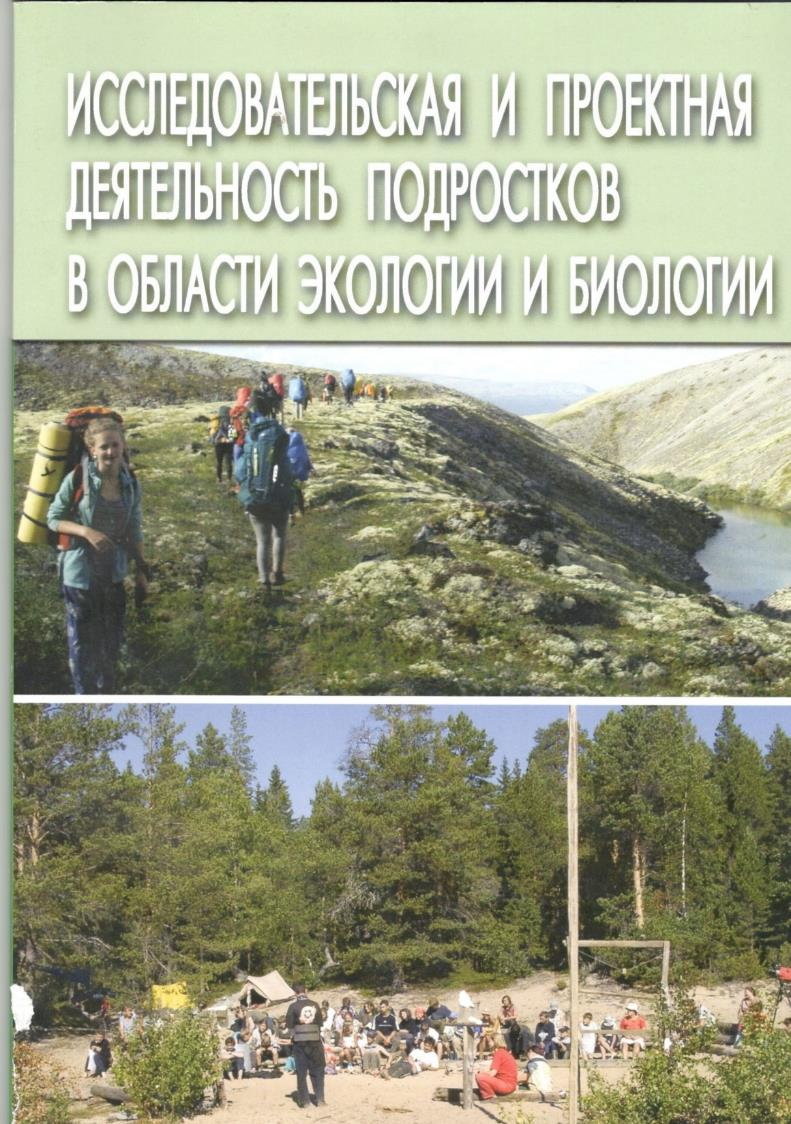 ИССЛЕДОВАТЕЛЬСКАЯ И ПРОЕКТНАЯ
ДЕЯТЕЛЬНОСТЬ ПОДРОСТКОВ
В ОБЛАСТИ ЭКОЛОГИИ И БИОЛОГИИ